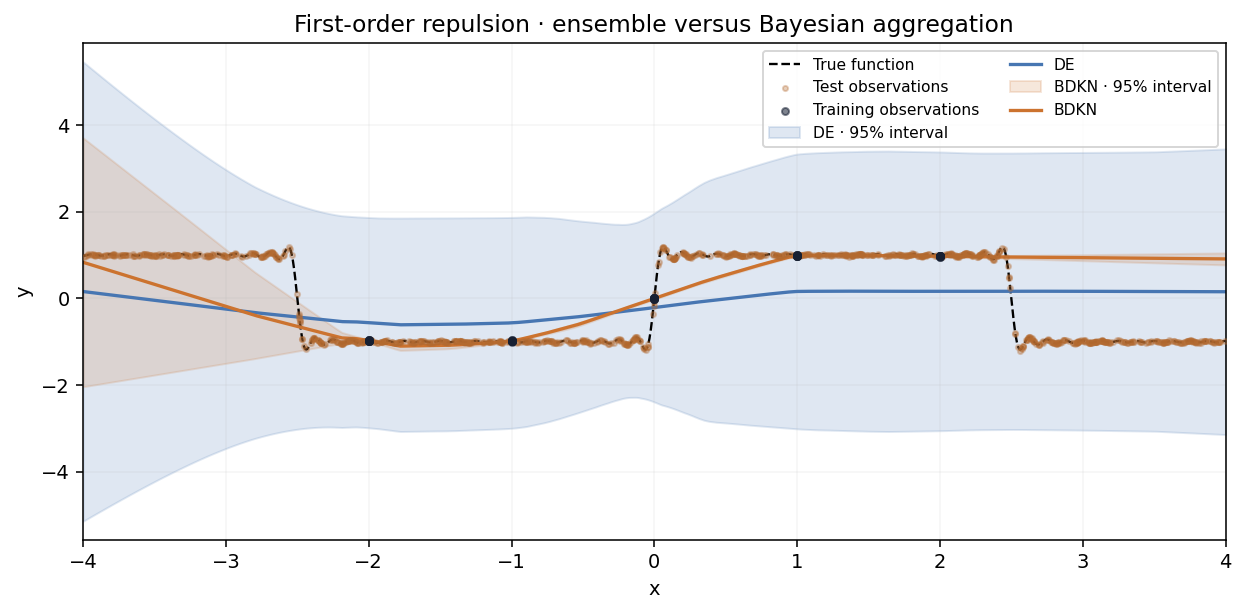 First-order repulsion · ensemble versus Bayesian aggregation
True function
Test observations
Training observations
DE · 95% interval
DE
BDKN · 95% interval
BDKN
y
4
2
0
−2
−4
−4
−3
−2
−1
0
1
2
3
4
x